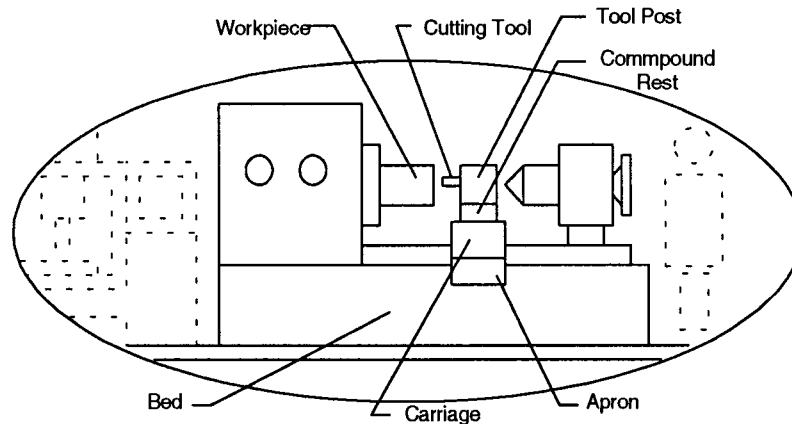 Workpiece
Cutting Tool
Tool Post
Commpound
Rest
Bed
Carriage
Apron